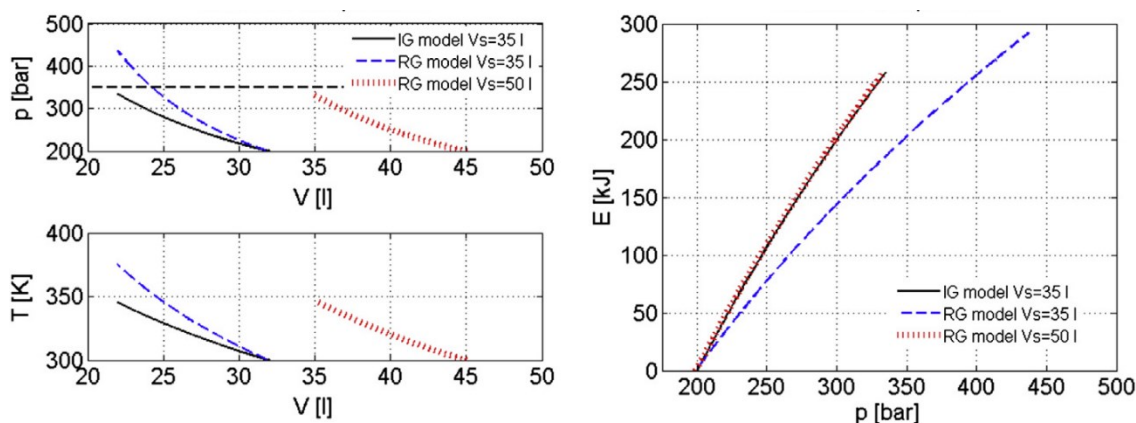 500
400
300
200
p [bar]
20 25 30 35 40 45 50
V [l]
IG model Vs=35 l
RG model Vs=35 l
RG model Vs=50 l
400
350
300
T [K]
20 25 30 35 40 45 50
V [l]
300
250
200
150
100
50
0
E [kJ]
200 250 300 350 400 450 500
p [bar]
IG model Vs=35 l
RG model Vs=35 l
RG model Vs=50 l